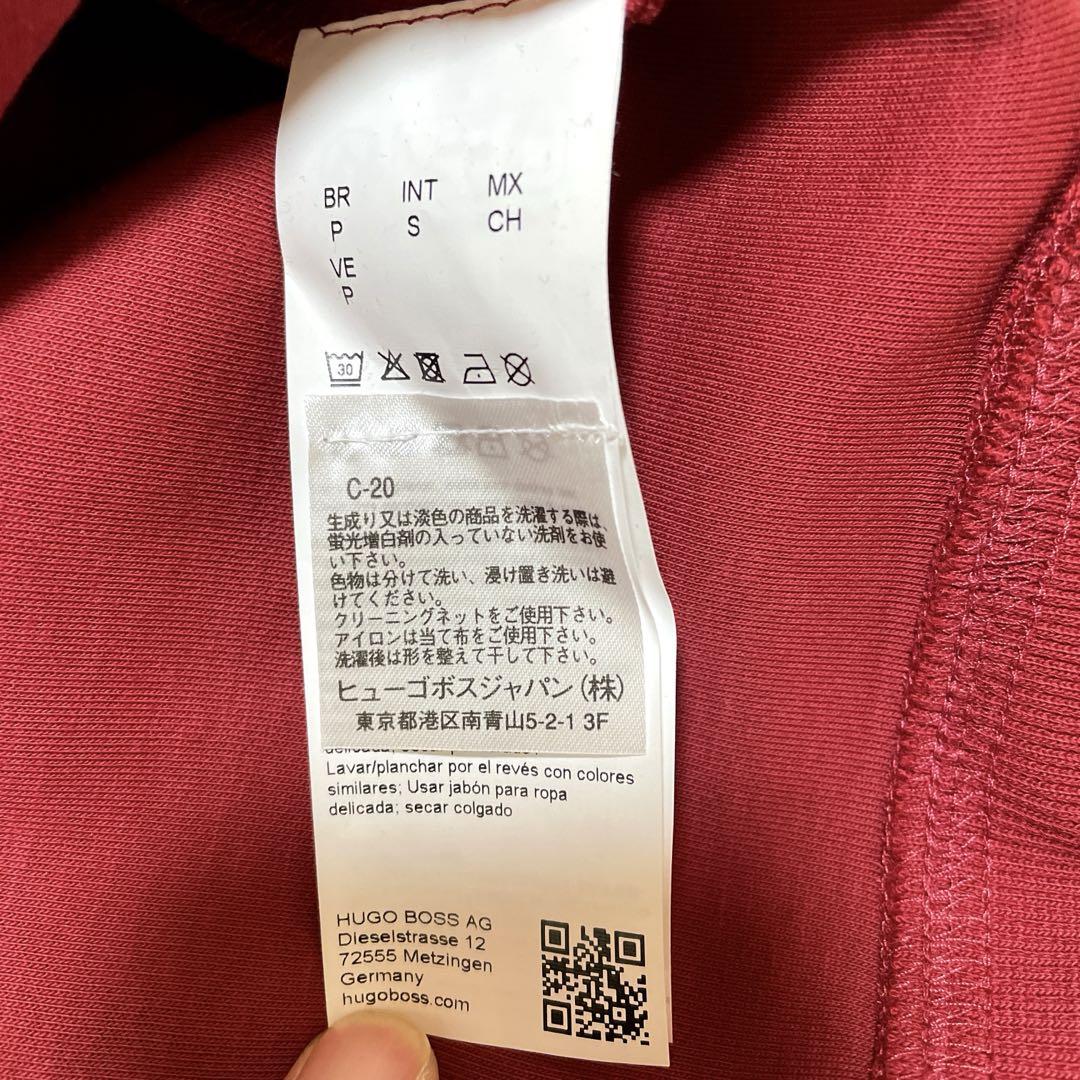 BR INT MX
P S CH
VE
P
30
C-20
生成り又は淡色の商品を洗濯する際は、
蛍光増白剤の入っていない洗剤をお使
い下さい。
色物は分けて洗い、浸け置き洗いは避
けてください。
クリーニングネットをご使用下さい。
アイロンは当て布をご使用下さい。
洗濯後は形を整えて干して下さい。
ヒューゴボスジャパン(株)
東京都港区南青山5-2-1 3F
Lavar/planchar por el revés con colores
similares; Usar jabón para ropa
delicada; secar colgado
HUGO BOSS AG
Dieselstrasse 12
72555 Metzingen
Germany
hugoboss.com